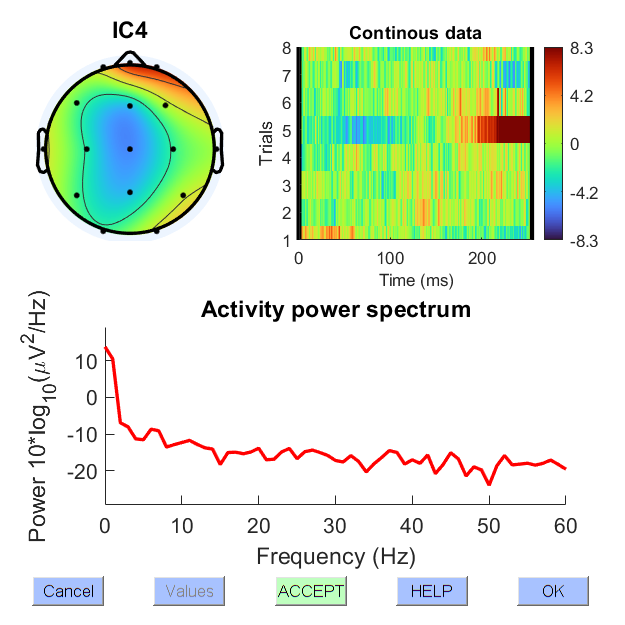 IC4
Continous data
8
7
6
5
4
3
2
1
Trials
0
100
200
Time (ms)
8.3
4.2
0
-4.2
-8.3
Activity power spectrum
10
0
-10
-20
Power 10*log10(μV2/Hz)
0
10
20
30
40
50
60
Frequency (Hz)
Cancel
Values
ACCEPT
HELP
OK